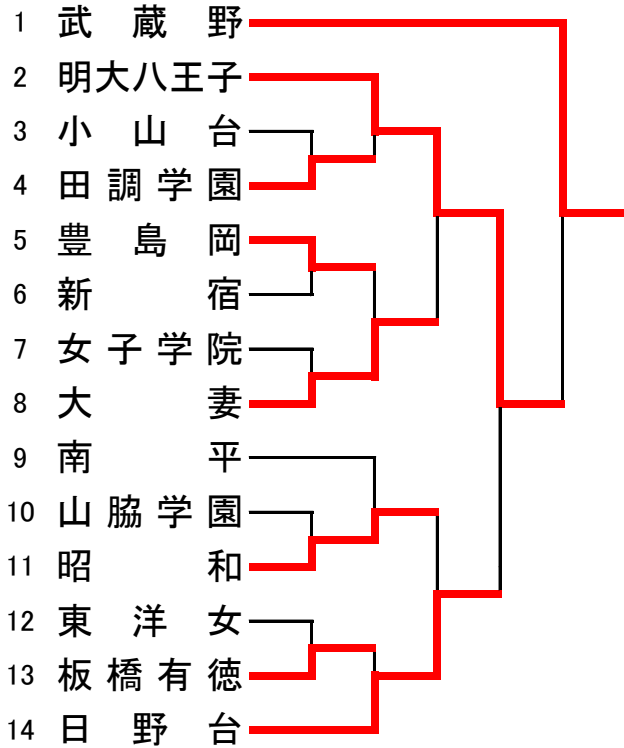 1 武蔵野
2 明大八王子
3 小山台
4 田調学園
5 豊島岡
6 新宿
7 女子学院
8 大妻
9 南平
10 山脇学園
11 昭和
12 東洋女
13 板橋有徳
14 日野台